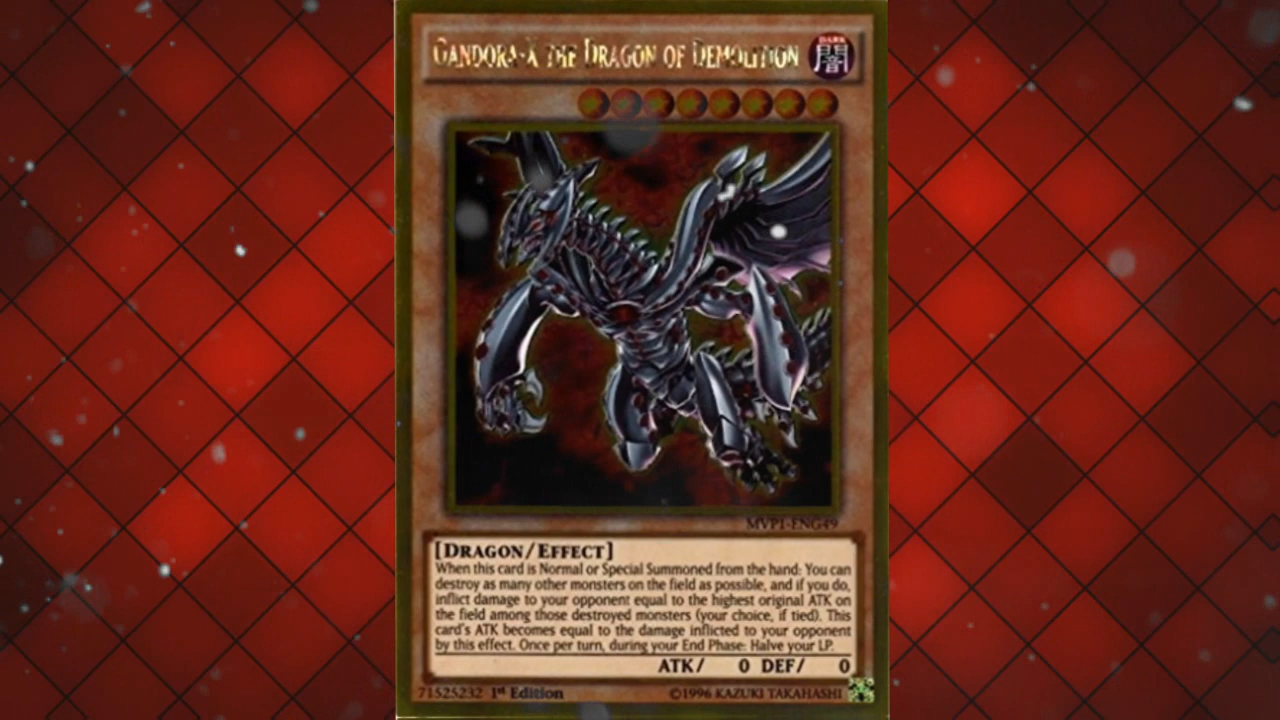 GANDORA-X THE DRAGON OF DEMOLITION
DARK
闇
MVP1-ENG49
[DRAGON/EFFECT]
When this card is Normal or Special Summoned from the hand: You can
destroy as many other monsters on the field as possible, and if you do,
inflict damage to your opponent equal to the highest original ATK on
the field among those destroyed monsters (your choice, if tied). This
card's ATK becomes equal to the damage inflicted to your opponent
by this effect. Once per turn, during your End Phase: Halve your LP.
ATK/ 0 DEF/ 0
71525232 1st Edition ©1996 KAZUKI TAKAHASHI